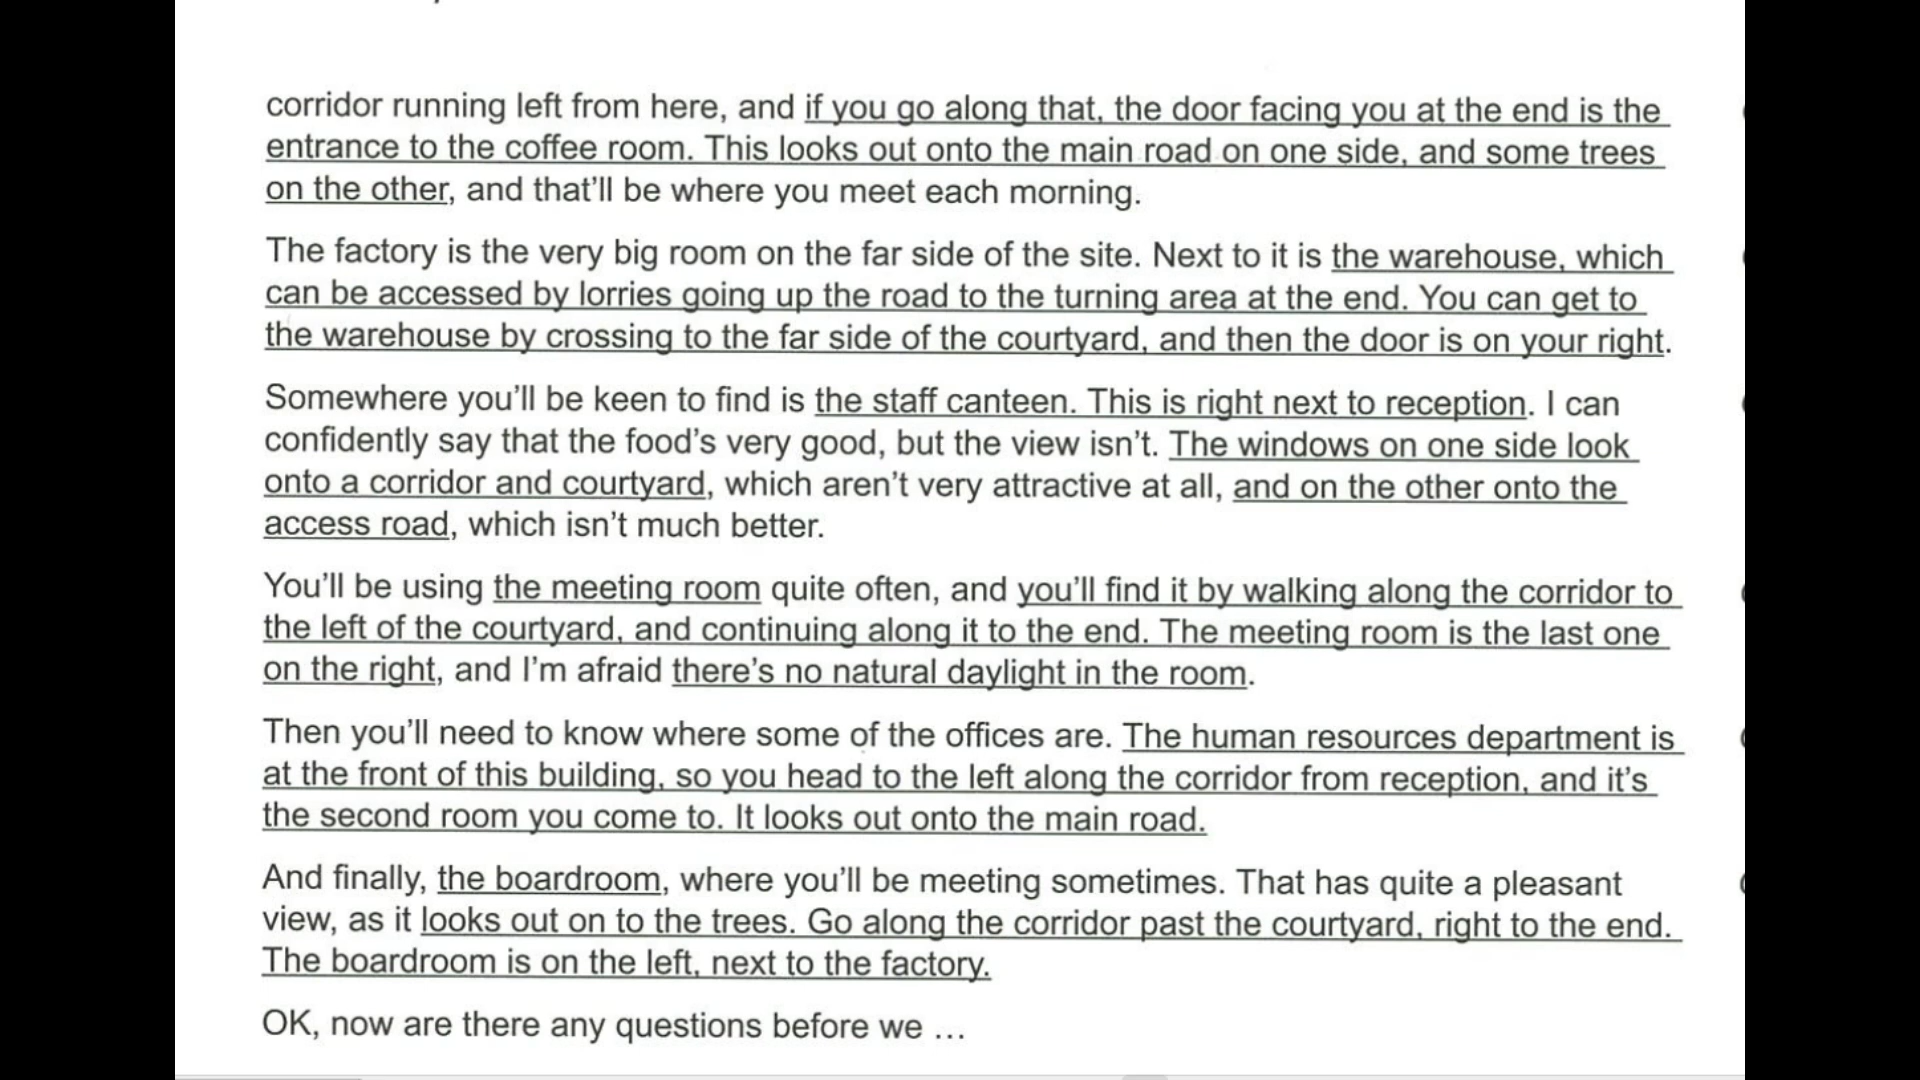 corridor running left from here, and if you go along that, the door facing you at the end is the
entrance to the coffee room. This looks out onto the main road on one side, and some trees
on the other, and that’ll be where you meet each morning.
The factory is the very big room on the far side of the site. Next to it is the warehouse, which
can be accessed by lorries going up the road to the turning area at the end. You can get to
the warehouse by crossing to the far side of the courtyard, and then the door is on your right.
Somewhere you’ll be keen to find is the staff canteen. This is right next to reception. I can
confidently say that the food’s very good, but the view isn’t. The windows on one side look
onto a corridor and courtyard, which aren’t very attractive at all, and on the other onto the
access road, which isn’t much better.
You’ll be using the meeting room quite often, and you’ll find it by walking along the corridor to
the left of the courtyard, and continuing along it to the end. The meeting room is the last one
on the right, and I’m afraid there’s no natural daylight in the room.
Then you’ll need to know where some of the offices are. The human resources department is
at the front of this building, so you head to the left along the corridor from reception, and it’s
the second room you come to. It looks out onto the main road.
And finally, the boardroom, where you’ll be meeting sometimes. That has quite a pleasant
view, as it looks out on to the trees. Go along the corridor past the courtyard, right to the end.
The boardroom is on the left, next to the factory.
OK, now are there any questions before we …